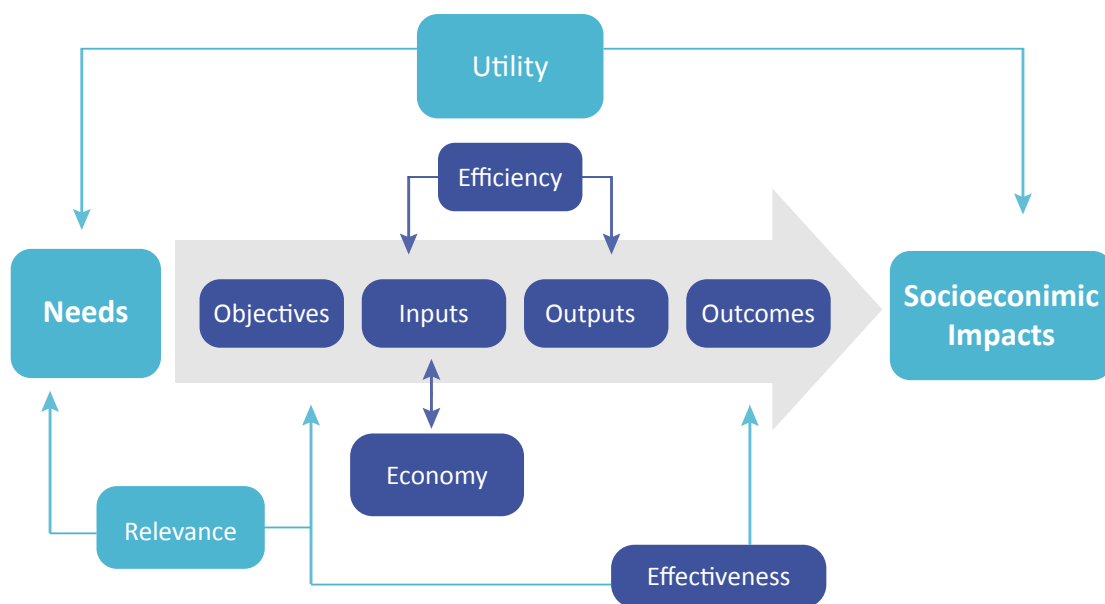 Utility
Efficiency
Needs
Objectives
Inputs
Outputs
Outcomes
Socioeconimic
Impacts
Economy
Relevance
Effectiveness